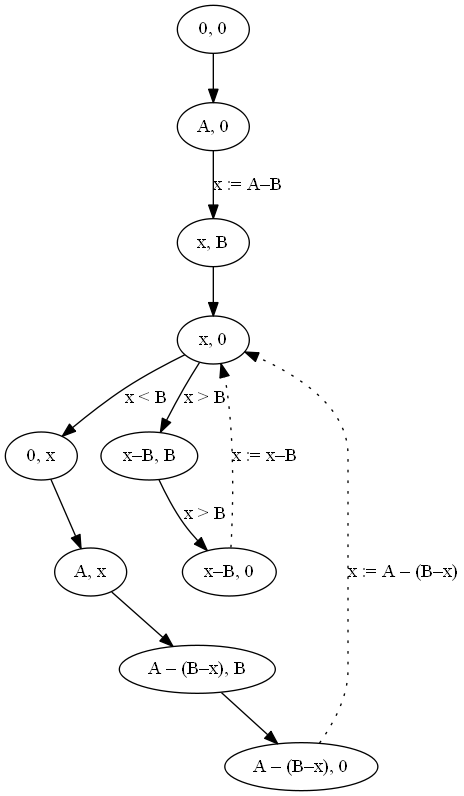 0, 0
A, 0
x := A–B
x, B
x, 0
x < B
x > B
0, x
x–B, B
x := x–B
x > B
A, x
x–B, 0
x := A – (B–x)
A – (B–x), B
A – (B–x), 0